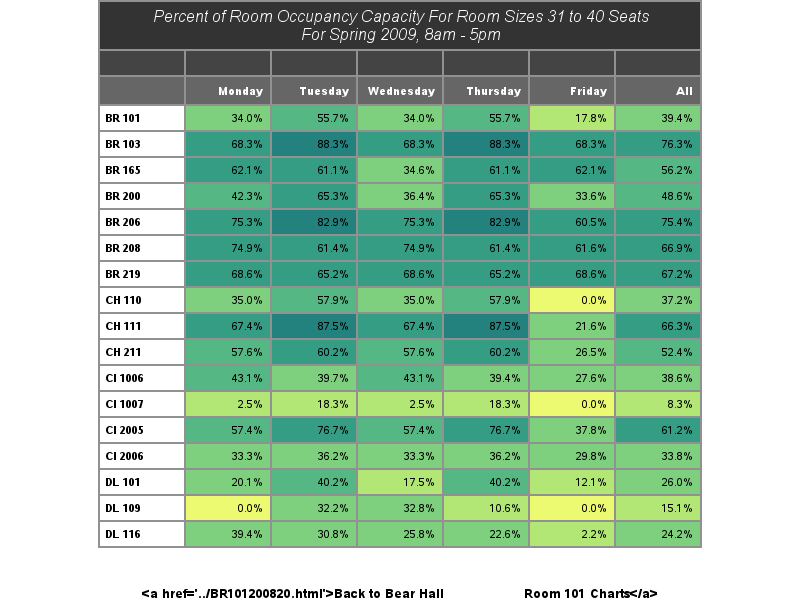 Percent of Room Occupancy Capacity For Room Sizes 31 to 40 Seats
For Spring 2009, 8am - 5pm
Monday Tuesday Wednesday Thursday Friday All
BR 101 34.0% 55.7% 34.0% 55.7% 17.8% 39.4%
BR 103 68.3% 88.3% 68.3% 88.3% 68.3% 76.3%
BR 165 62.1% 61.1% 34.6% 61.1% 62.1% 56.2%
BR 200 42.3% 65.3% 36.4% 65.3% 33.6% 48.6%
BR 206 75.3% 82.9% 75.3% 82.9% 60.5% 75.4%
BR 208 74.9% 61.4% 74.9% 61.4% 61.6% 66.9%
BR 219 68.6% 65.2% 68.6% 65.2% 68.6% 67.2%
CH 110 35.0% 57.9% 35.0% 57.9% 0.0% 37.2%
CH 111 67.4% 87.5% 67.4% 87.5% 21.6% 66.3%
CH 211 57.6% 60.2% 57.6% 60.2% 26.5% 52.4%
CI 1006 43.1% 39.7% 43.1% 39.4% 27.6% 38.6%
CI 1007 2.5% 18.3% 2.5% 18.3% 0.0% 8.3%
CI 2005 57.4% 76.7% 57.4% 76.7% 37.8% 61.2%
CI 2006 33.3% 36.2% 33.3% 36.2% 29.8% 33.8%
DL 101 20.1% 40.2% 17.5% 40.2% 12.1% 26.0%
DL 109 0.0% 32.2% 32.8% 10.6% 0.0% 15.1%
DL 116 39.4% 30.8% 25.8% 22.6% 2.2% 24.2%
<a href='../BR101200820.html'>Back to Bear Hall Room 101 Charts</a>